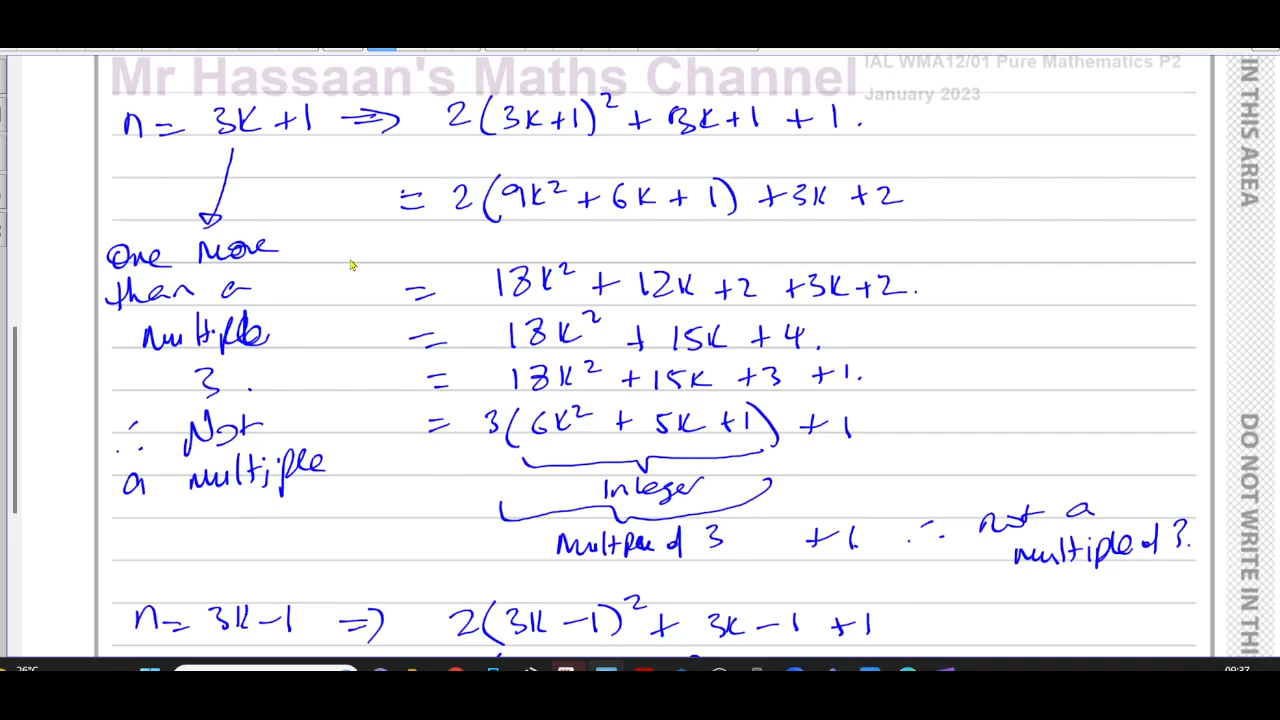 Mr Hassaan's Maths Channel
IAL WMA12/01 Pure Mathematics P2
January 2023
n = 3k + 1 ⇒ 2(3k+1)² + 3k+1 + 1.
= 2(9k² + 6k + 1) + 3k + 2
One more
than a
multiple
3.
∴ Not
a multiple
= 18k² + 12k + 2 + 3k + 2.
= 18k² + 15k + 4.
= 18k² + 15k + 3 + 1.
= 3(6k² + 5k + 1) + 1
Integer
Multiple of 3 + 1 ∴ not a
multiple of 3.
n = 3k - 1 ⇒ 2(3k - 1)² + 3k - 1 + 1
IN THIS AREA
DO NOT WRITE IN THI
26°C
09:37